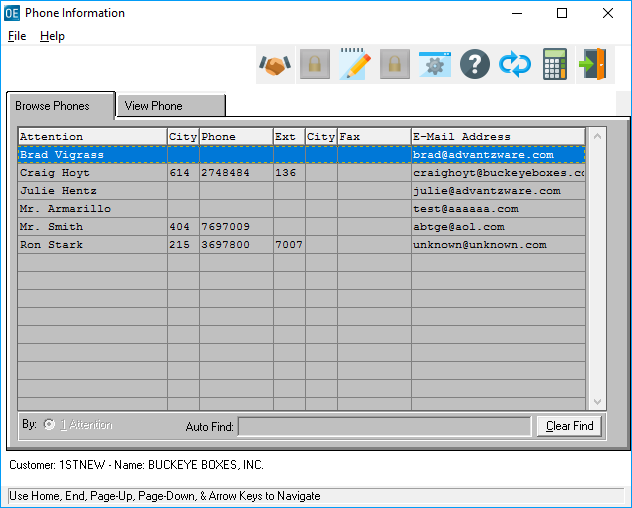 OE Phone Information
File Help
Browse Phones View Phone
Attention City Phone Ext City Fax E-Mail Address
Brad Vigrass brad@advantzware.com
Craig Hoyt 614 2748484 136 craighoyt@buckeyeboxes.co
Julie Hentz julie@advantzware.com
Mr. Armarillo test@aaaaaa.com
Mr. Smith 404 7697009 abtge@aol.com
Ron Stark 215 3697800 7007 unknown@unknown.com
By: 1 Attention Auto Find: Clear Find
Customer: 1STNEW - Name: BUCKEYE BOXES, INC.
Use Home, End, Page-Up, Page-Down, & Arrow Keys to Navigate